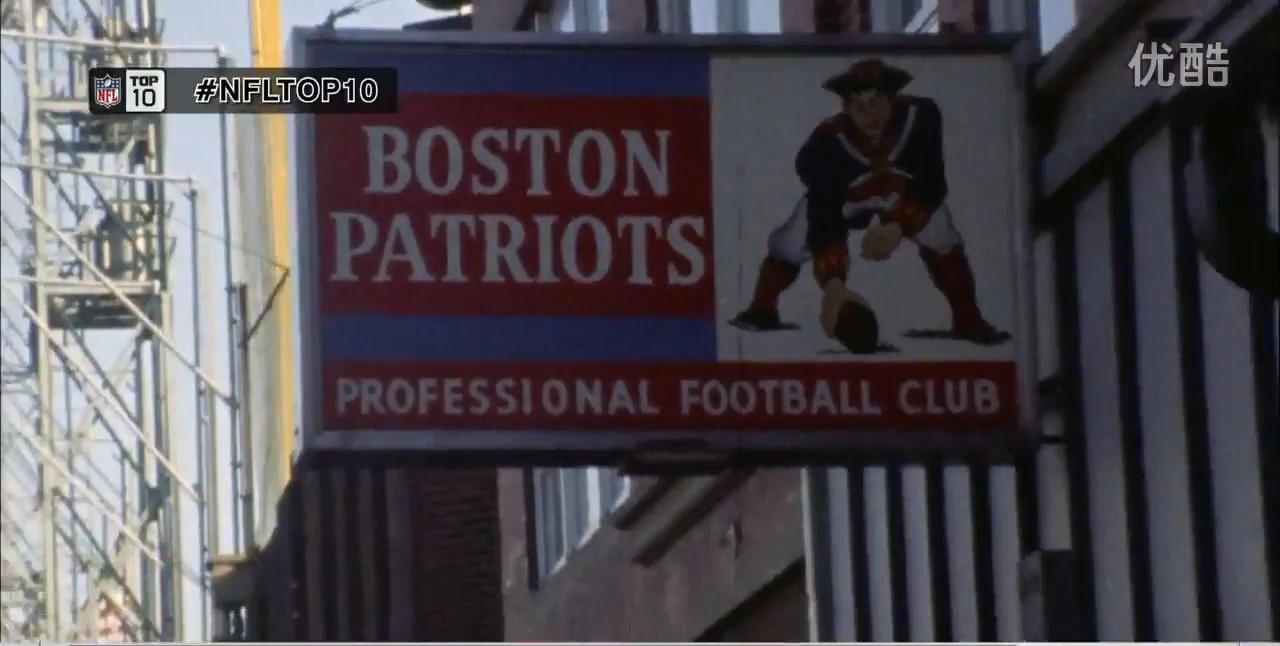 NFL TOP 10 #NFLTOP10
优酷
BOSTON
PATRIOTS
PROFESSIONAL FOOTBALL CLUB